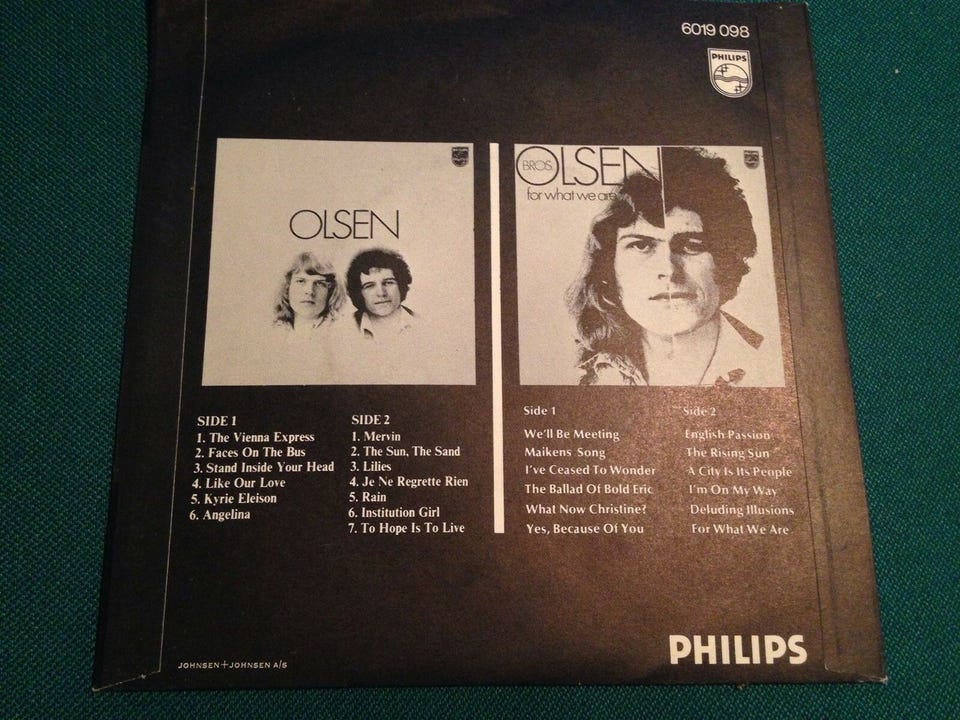 6019 098
PHILIPS
OLSEN
BROS. OLSEN
for what we are
SIDE 1
1. The Vienna Express
2. Faces On The Bus
3. Stand Inside Your Head
4. Like Our Love
5. Kyrie Eleison
6. Angelina
SIDE 2
1. Mervin
2. The Sun, The Sand
3. Lilies
4. Je Ne Regrette Rien
5. Rain
6. Institution Girl
7. To Hope Is To Live
Side 1
We'll Be Meeting
Maikens Song
I've Ceased To Wonder
The Ballad Of Bold Eric
What Now Christine?
Yes, Because Of You
Side 2
English Passion
The Rising Sun
A City Is Its People
I'm On My Way
Deluding Illusions
For What We Are
JOHNSEN+JOHNSEN A/S
PHILIPS